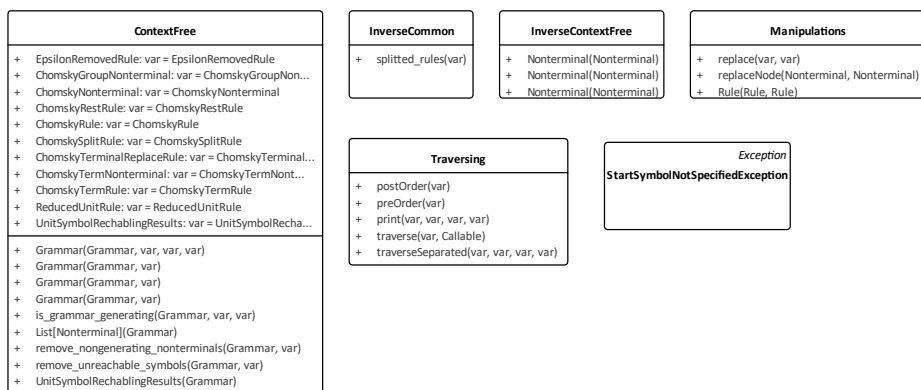 ContextFree
+ EpsilonRemovedRule: var = EpsilonRemovedRule
+ ChomskyGroupNonterminal: var = ChomskyGroupNon...
+ ChomskyNonterminal: var = ChomskyNonterminal
+ ChomskyRestRule: var = ChomskyRestRule
+ ChomskyRule: var = ChomskyRule
+ ChomskySplitRule: var = ChomskySplitRule
+ ChomskyTerminalReplaceRule: var = ChomskyTerminal...
+ ChomskyTermNonterminal: var = ChomskyTermNont...
+ ChomskyTermRule: var = ChomskyTermRule
+ ReducedUnitRule: var = ReducedUnitRule
+ UnitSymbolRechablingResults: var = UnitSymbolRecha...
+ Grammar(Grammar, var, var, var)
+ Grammar(Grammar, var)
+ Grammar(Grammar, var)
+ Grammar(Grammar, var)
+ is_grammar_generating(Grammar, var, var)
+ List[Nonterminal](Grammar)
+ remove_nongenerating_nonterminals(Grammar, var)
+ remove_unreachable_symbols(Grammar, var)
+ UnitSymbolRechablingResults(Grammar)
InverseCommon
+ splitted_rules(var)
InverseContextFree
+ Nonterminal(Nonterminal)
+ Nonterminal(Nonterminal)
+ Nonterminal(Nonterminal)
Manipulations
+ replace(var, var)
+ replaceNode(Nonterminal, Nonterminal)
+ Rule(Rule, Rule)
Traversing
+ postOrder(var)
+ preOrder(var)
+ print(var, var, var, var)
+ traverse(var, Callable)
+ traverseSeparated(var, var, var, var)
Exception
StartSymbolNotSpecifiedException